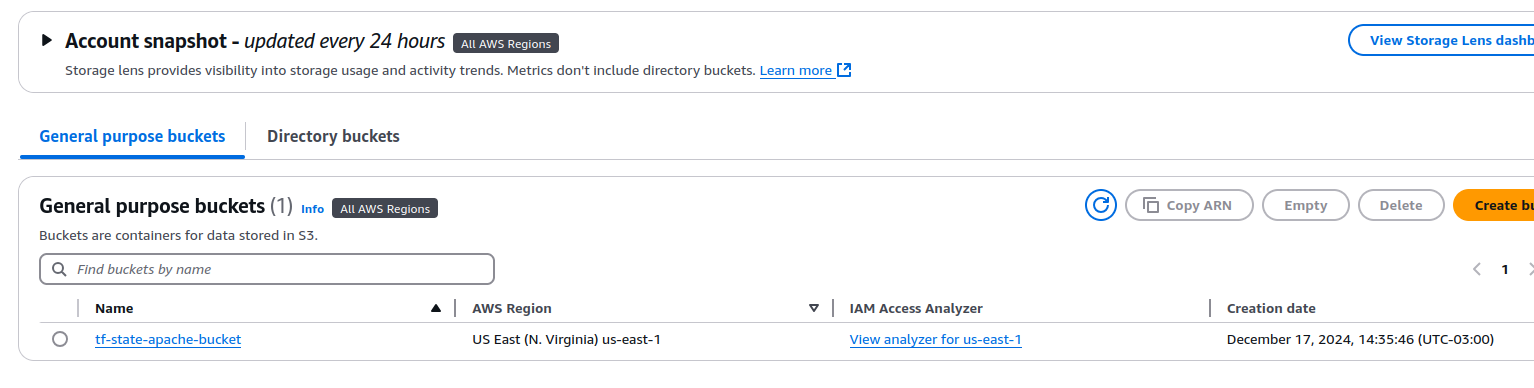 Account snapshot - updated every 24 hours All AWS Regions View Storage Lens dashb
Storage lens provides visibility into storage usage and activity trends. Metrics don't include directory buckets. Learn more
General purpose buckets Directory buckets
General purpose buckets (1) Info All AWS Regions Copy ARN Empty Delete Create bu
Buckets are containers for data stored in S3.
Find buckets by name 1
Name AWS Region IAM Access Analyzer Creation date
tf-state-apache-bucket US East (N. Virginia) us-east-1 View analyzer for us-east-1 December 17, 2024, 14:35:46 (UTC-03:00)